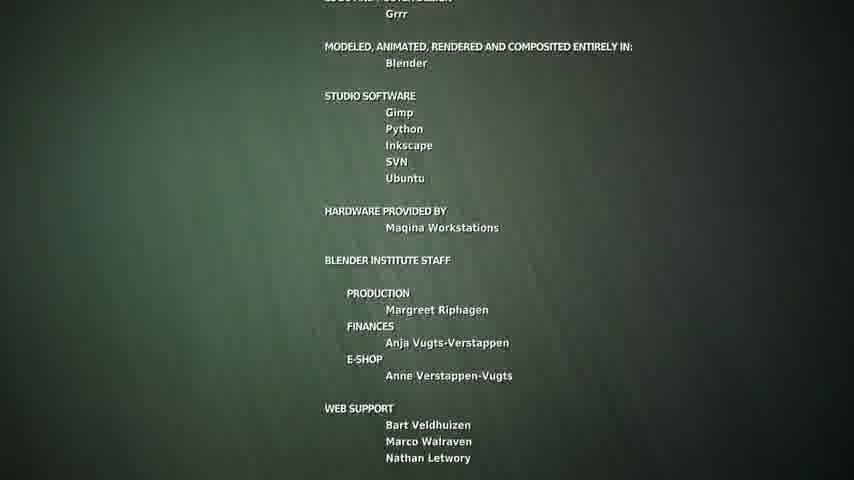 Grrr
MODELED, ANIMATED, RENDERED AND COMPOSITED ENTIRELY IN:
Blender
STUDIO SOFTWARE
Gimp
Python
Inkscape
SVN
Ubuntu
HARDWARE PROVIDED BY
Maqina Workstations
BLENDER INSTITUTE STAFF
PRODUCTION
Margreet Riphagen
FINANCES
Anja Vugts-Verstappen
E-SHOP
Anne Verstappen-Vugts
WEB SUPPORT
Bart Veldhuizen
Marco Walraven
Nathan Letwory